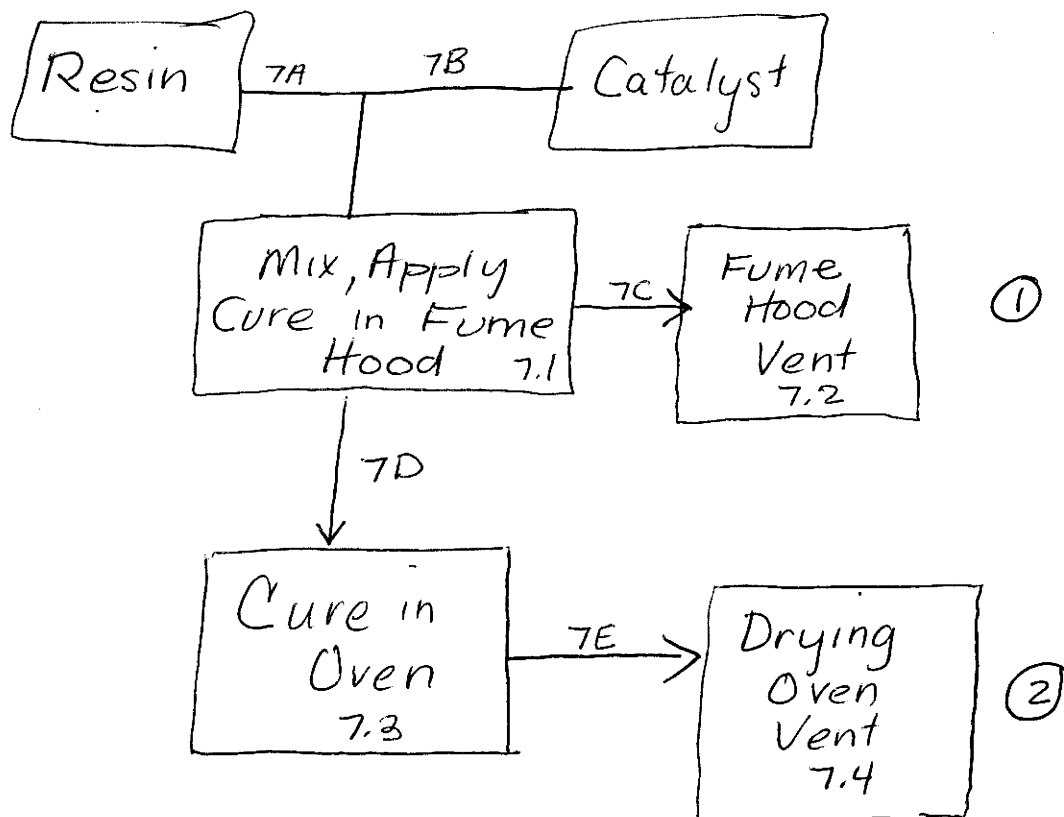 Resin
7A
7B
Catalyst
Mix, Apply
Cure in Fume
Hood 7.1
7C
Fume
Hood
Vent
7.2
1
7D
Cure in
Oven
7.3
7E
Drying
Oven
Vent
7.4
2